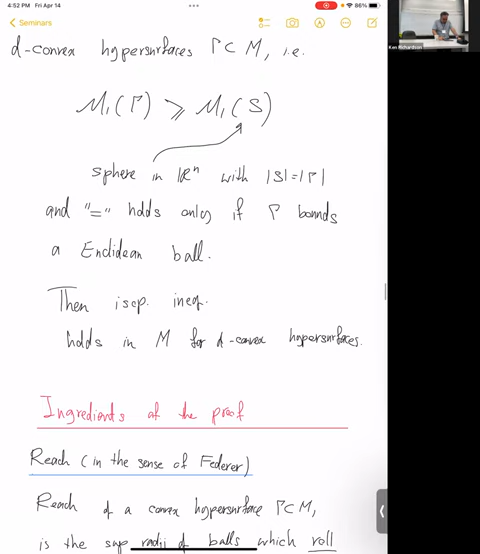 4:52 PM Fri Apr 14
86%
Seminars
Ken Richardson
d-convex hypersurfaces Γ ⊂ M, i.e.
M₁(Γ) ⩾ M₁(S)
sphere in ℝⁿ with |S|=|Γ|
and "=" holds only if Γ bounds
a Euclidean ball.
Then isop. ineq.
holds in M for d-convex hypersurfaces.
Ingredients of the proof
Reach (in the sense of Federer)
Reach of a convex hypersurface Γ⊂M,
is the sup radii of balls which roll